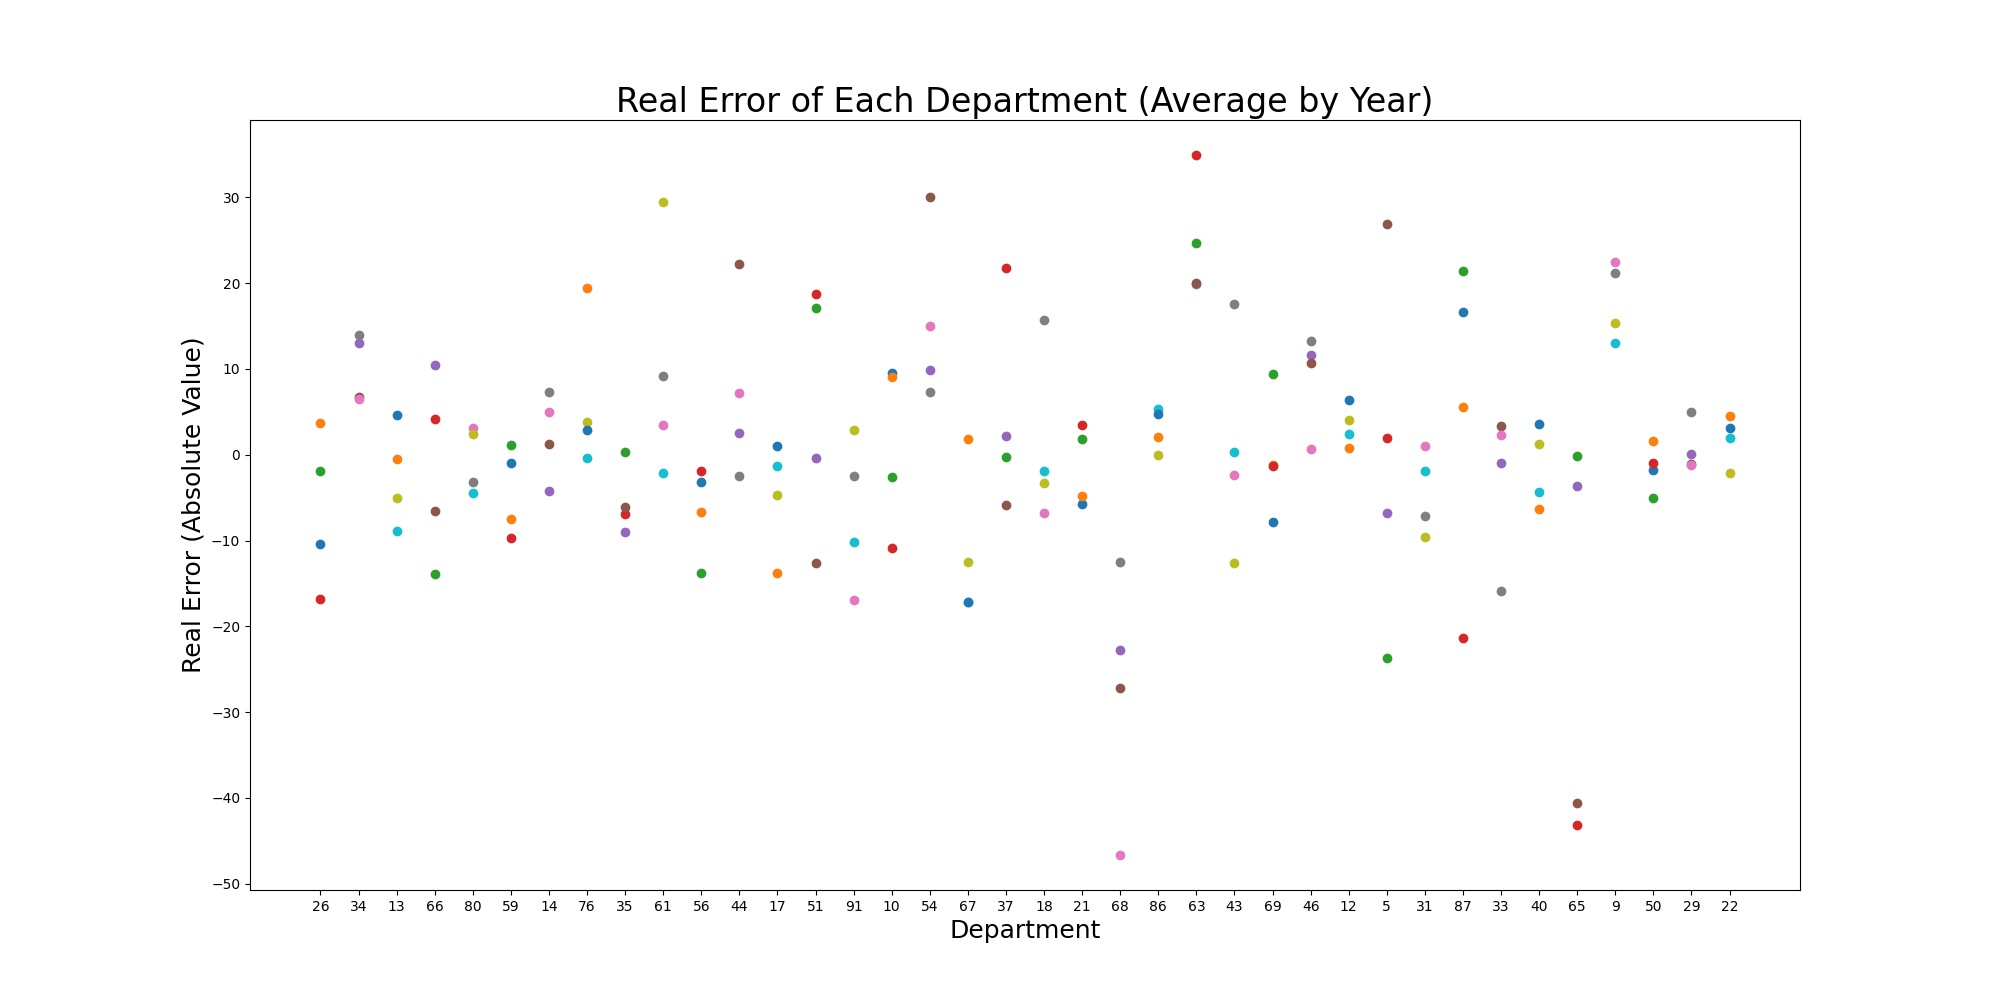 Real Error of Each Department (Average by Year)
Real Error (Absolute Value)
30
20
10
0
−10
−20
−30
−40
−50
26 34 13 66 80 59 14 76 35 61 56 44 17 51 91 10 54 67 37 18 21 68 86 63 43 69 46 12 5 31 87 33 40 65 9 50 29 22
Department